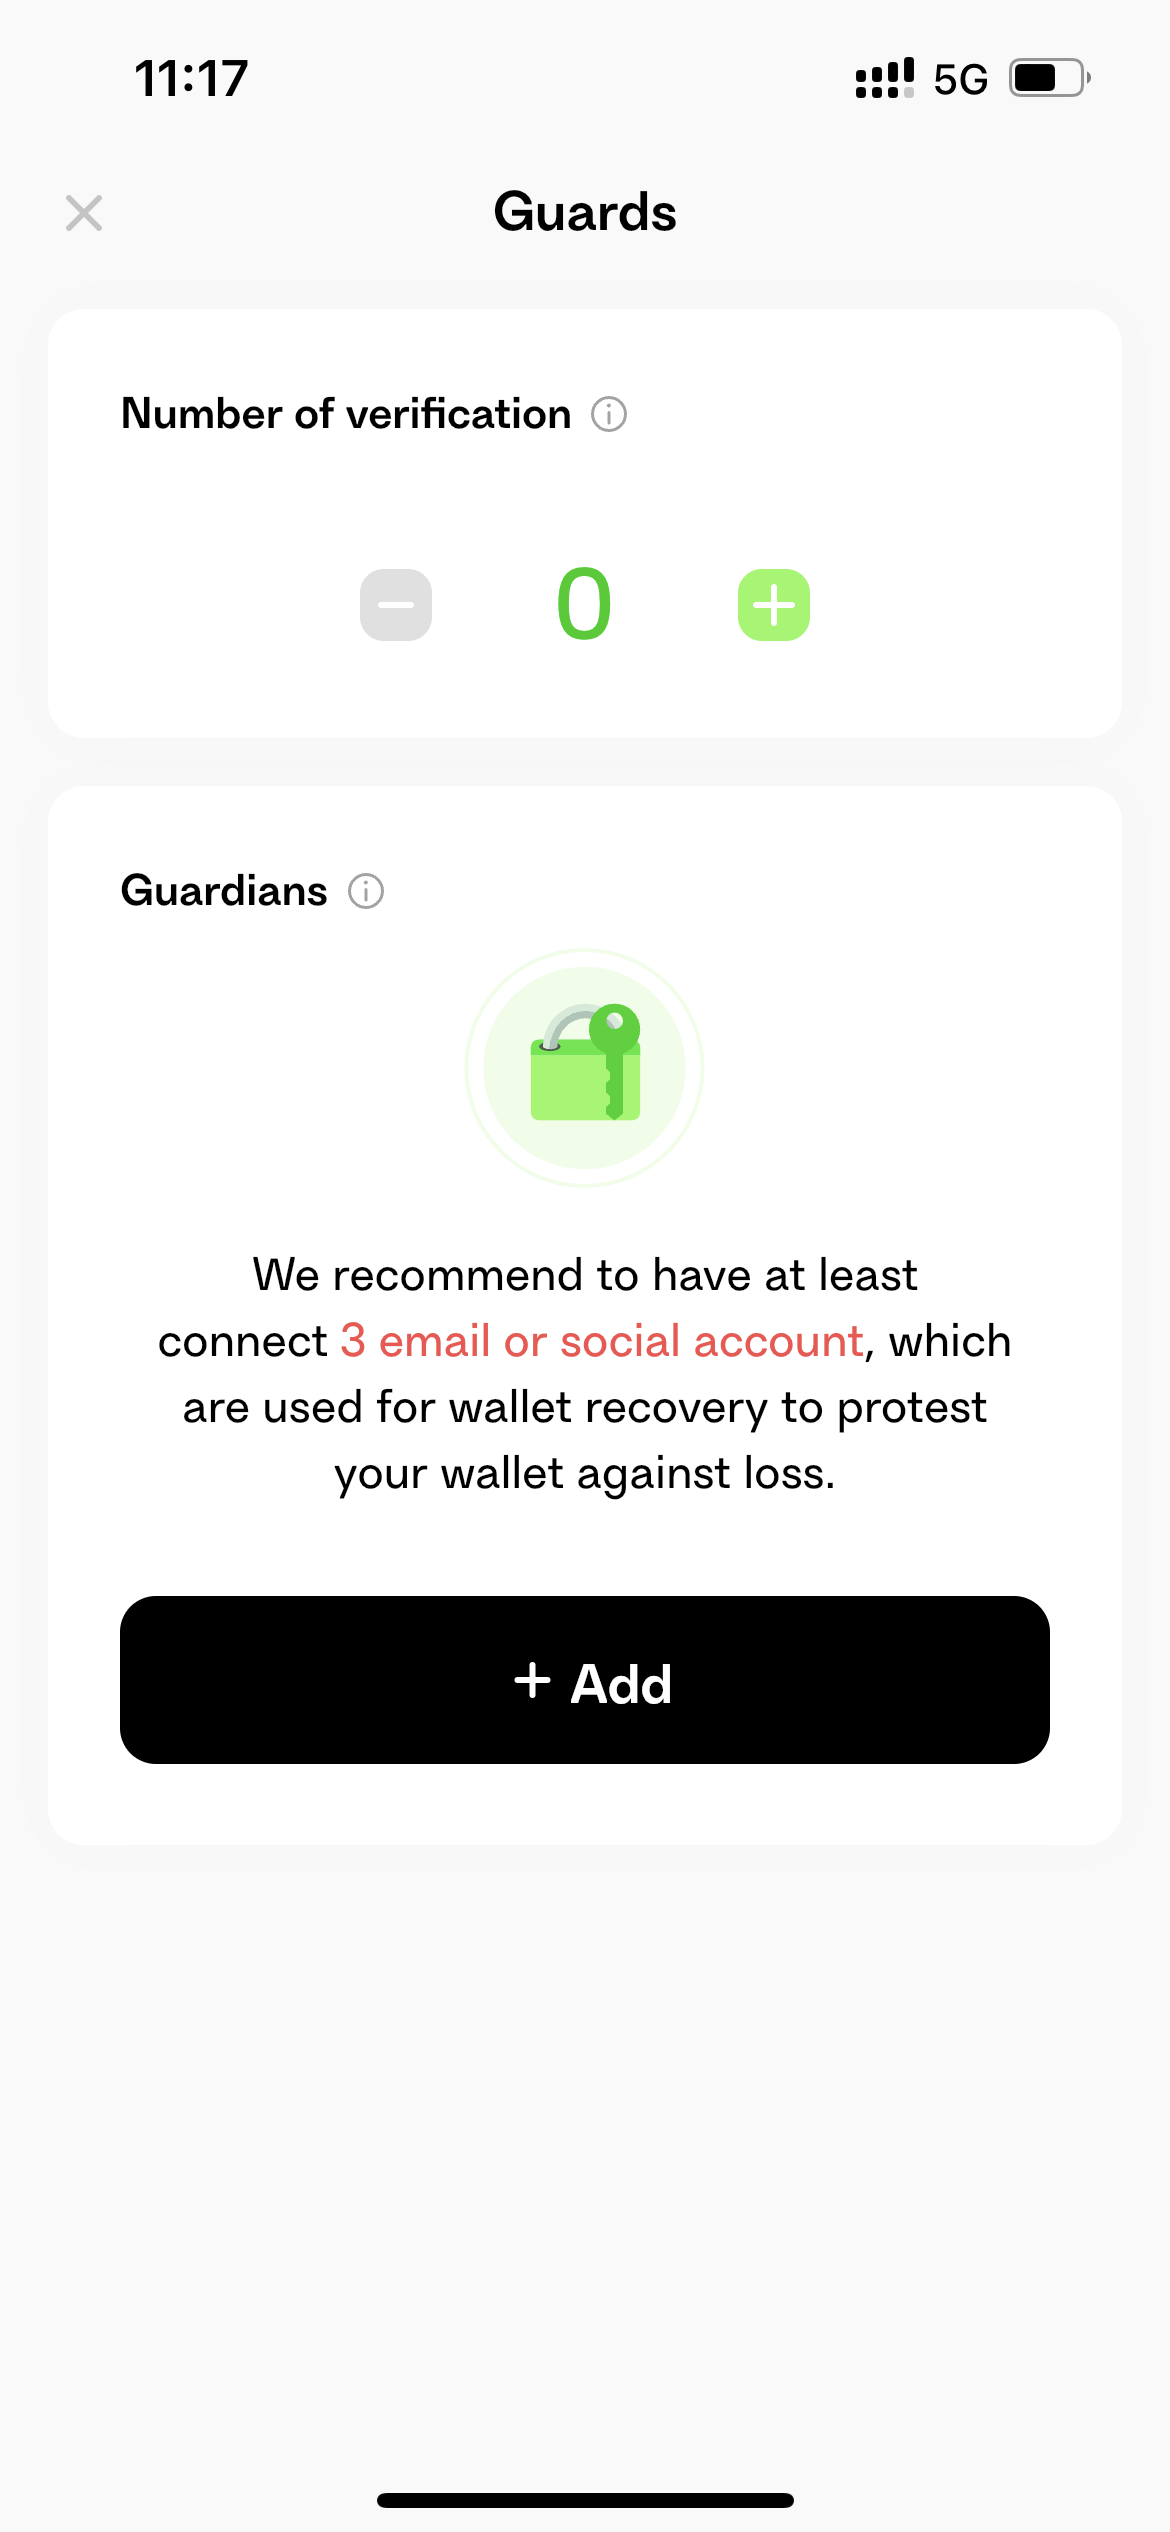 11:17 5G
Guards
Number of verification
0
Guardians
We recommend to have at least
connect 3 email or social account, which
are used for wallet recovery to protest
your wallet against loss.
+ Add